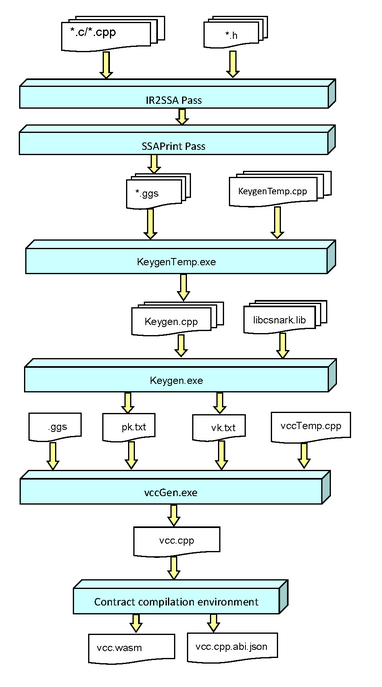 *.c/*.cpp
*.h
IR2SSA Pass
SSAPrint Pass
*.ggs
KeygenTemp.cpp
KeygenTemp.exe
Keygen.cpp
libcsnark.lib
Keygen.exe
.ggs
pk.txt
vk.txt
vccTemp.cpp
vccGen.exe
vcc.cpp
Contract compilation environment
vcc.wasm
vcc.cpp.abi.json